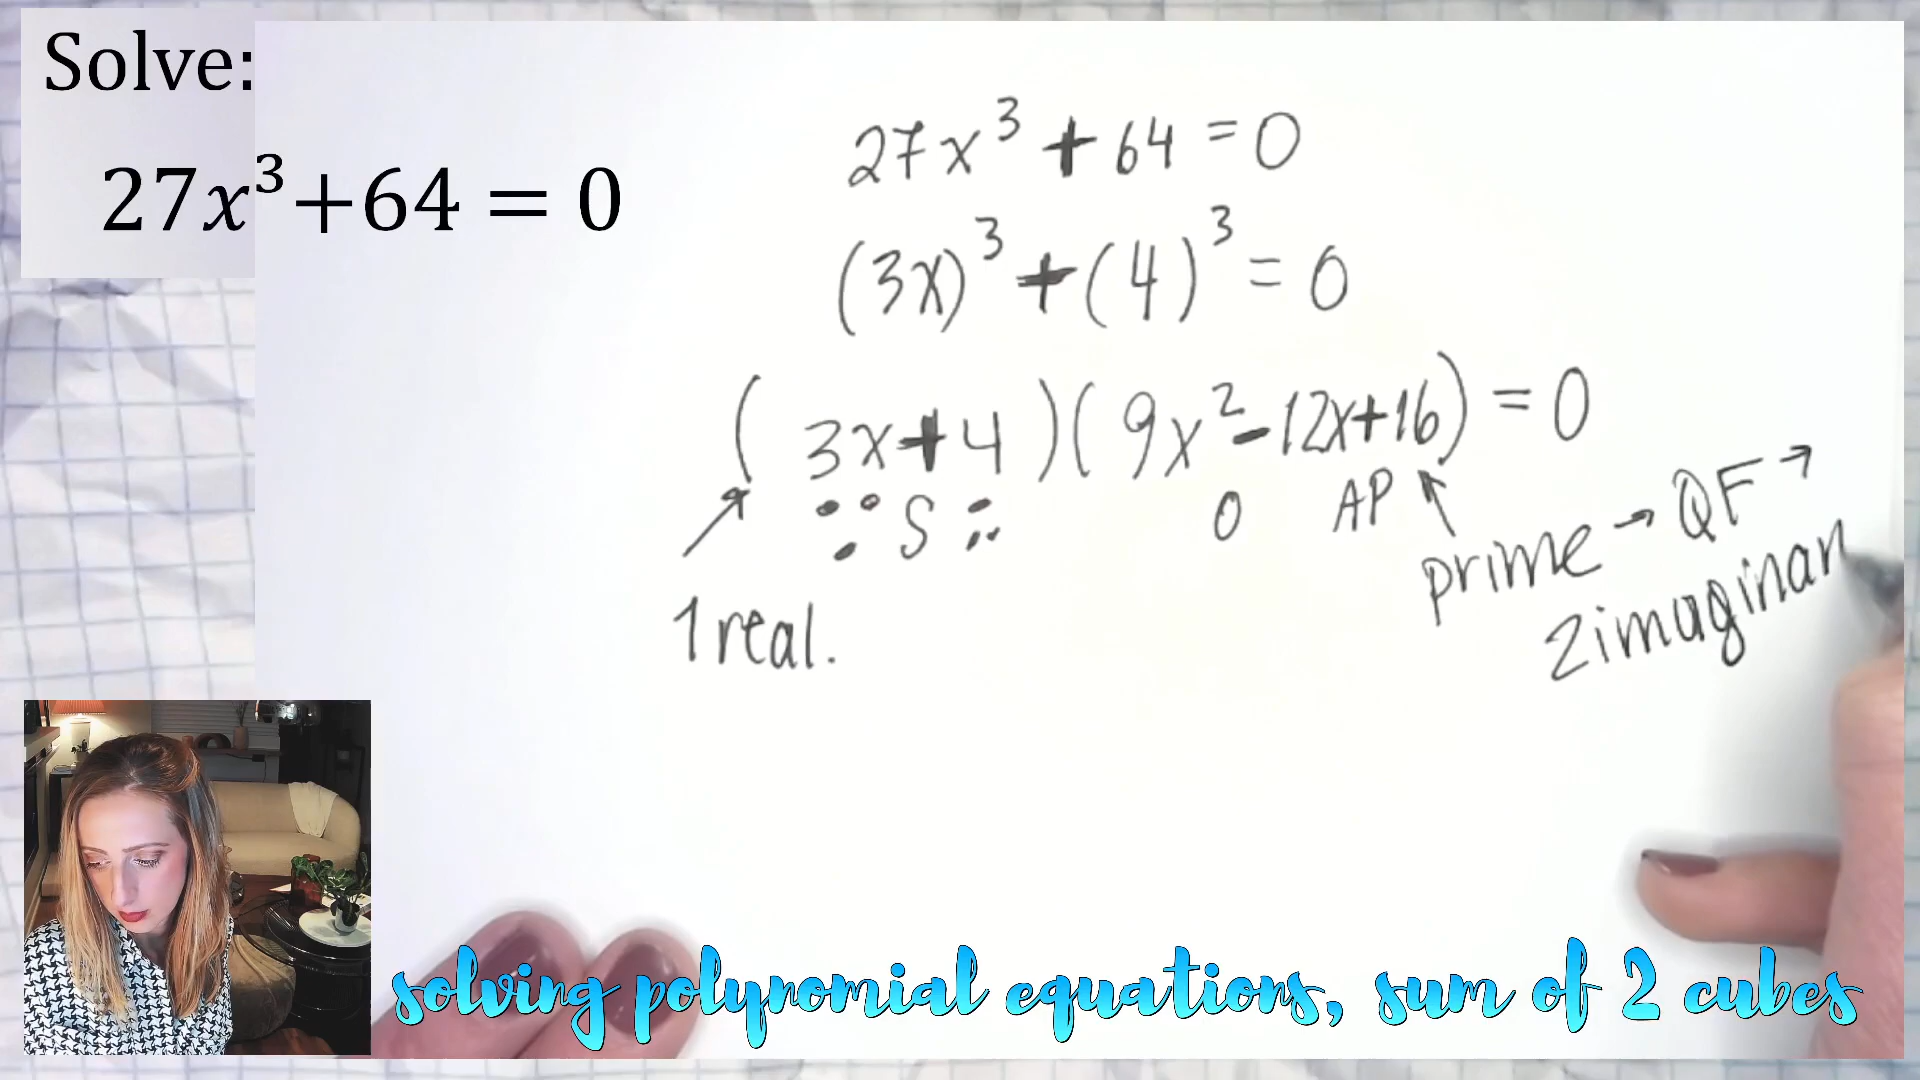 Solve:
27x³+64 = 0
27x³ + 64 = 0
(3x)³ + (4)³ = 0
(3x+4)(9x²-12x+16) = 0
S O AP
prime → QF →
2 imaginar
1 real.
solving polynomial equations, sum of 2 cubes